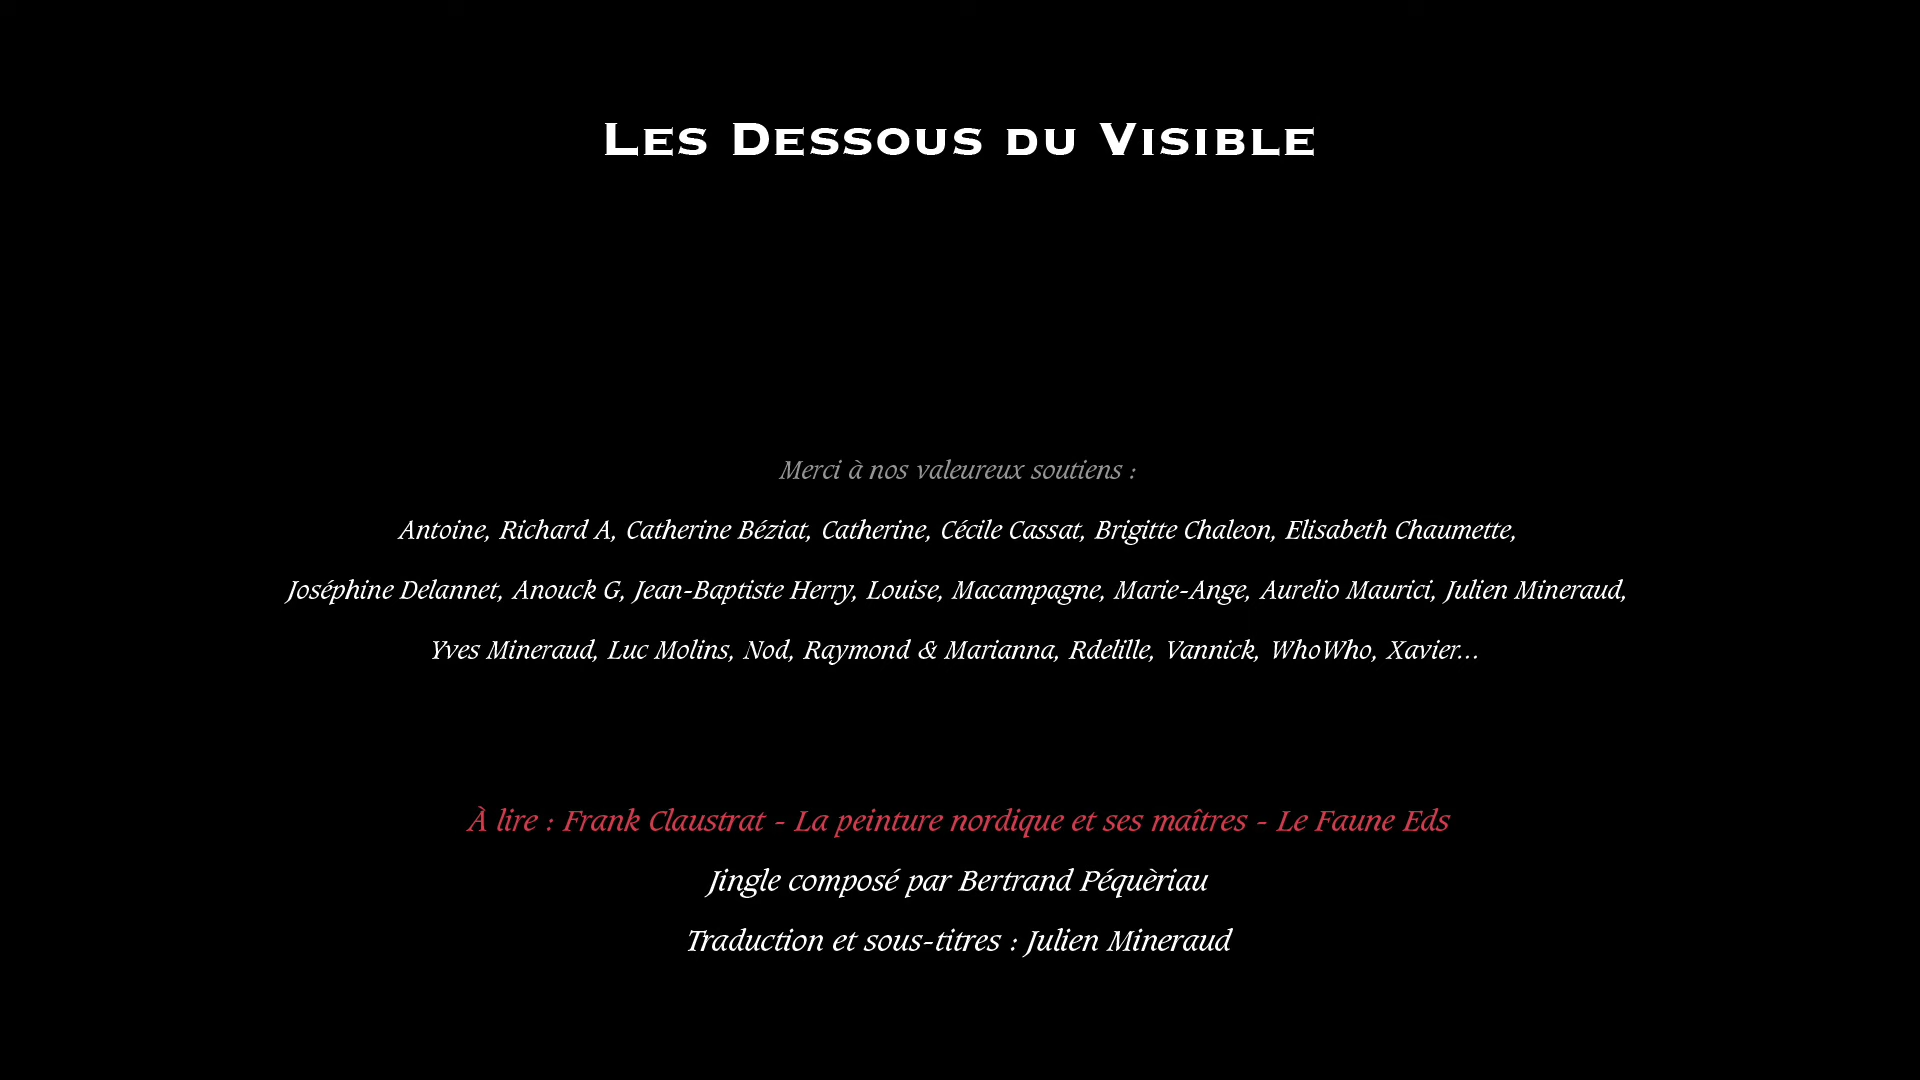 Les Dessous du Visible
Merci à nos valeureux soutiens :
Antoine, Richard A, Catherine Béziat, Catherine, Cécile Cassat, Brigitte Chaleon, Elisabeth Chaumette,
Joséphine Delannet, Anouck G, Jean-Baptiste Herry, Louise, Macampagne, Marie-Ange, Aurelio Maurici, Julien Mineraud,
Yves Mineraud, Luc Molins, Nod, Raymond & Marianna, Rdelille, Vannick, WhoWho, Xavier...
À lire : Frank Claustrat - La peinture nordique et ses maîtres - Le Faune Eds
Jingle composé par Bertrand Péquèriau
Traduction et sous-titres : Julien Mineraud